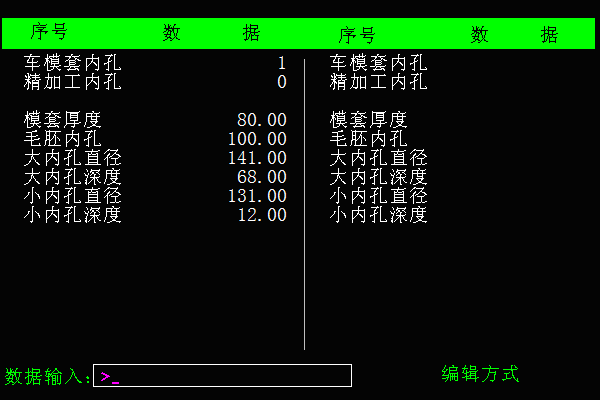 序号 数 据 序号 数 据
车模套内孔 1 车模套内孔
精加工内孔 0 精加工内孔
模套厚度 80.00 模套厚度
毛胚内孔 100.00 毛胚内孔
大内孔直径 141.00 大内孔直径
大内孔深度 68.00 大内孔深度
小内孔直径 131.00 小内孔直径
小内孔深度 12.00 小内孔深度
数据输入: >_ 编辑方式